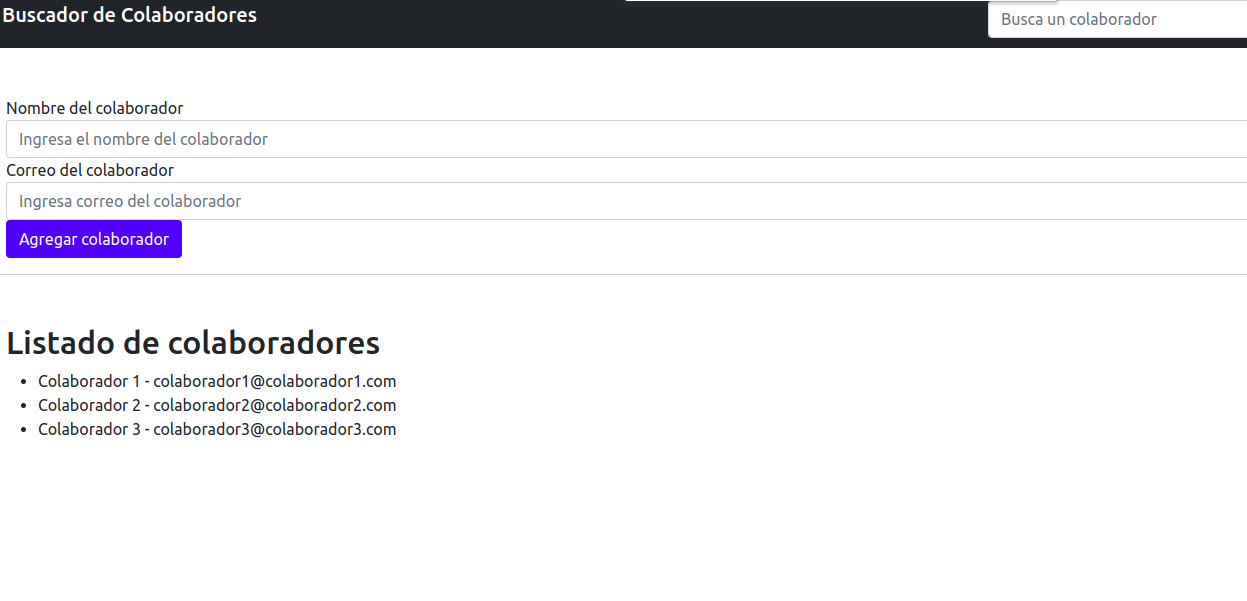 Buscador de Colaboradores
Busca un colaborador
Nombre del colaborador
Ingresa el nombre del colaborador
Correo del colaborador
Ingresa correo del colaborador
Agregar colaborador
Listado de colaboradores
Colaborador 1 - colaborador1@colaborador1.com
Colaborador 2 - colaborador2@colaborador2.com
Colaborador 3 - colaborador3@colaborador3.com